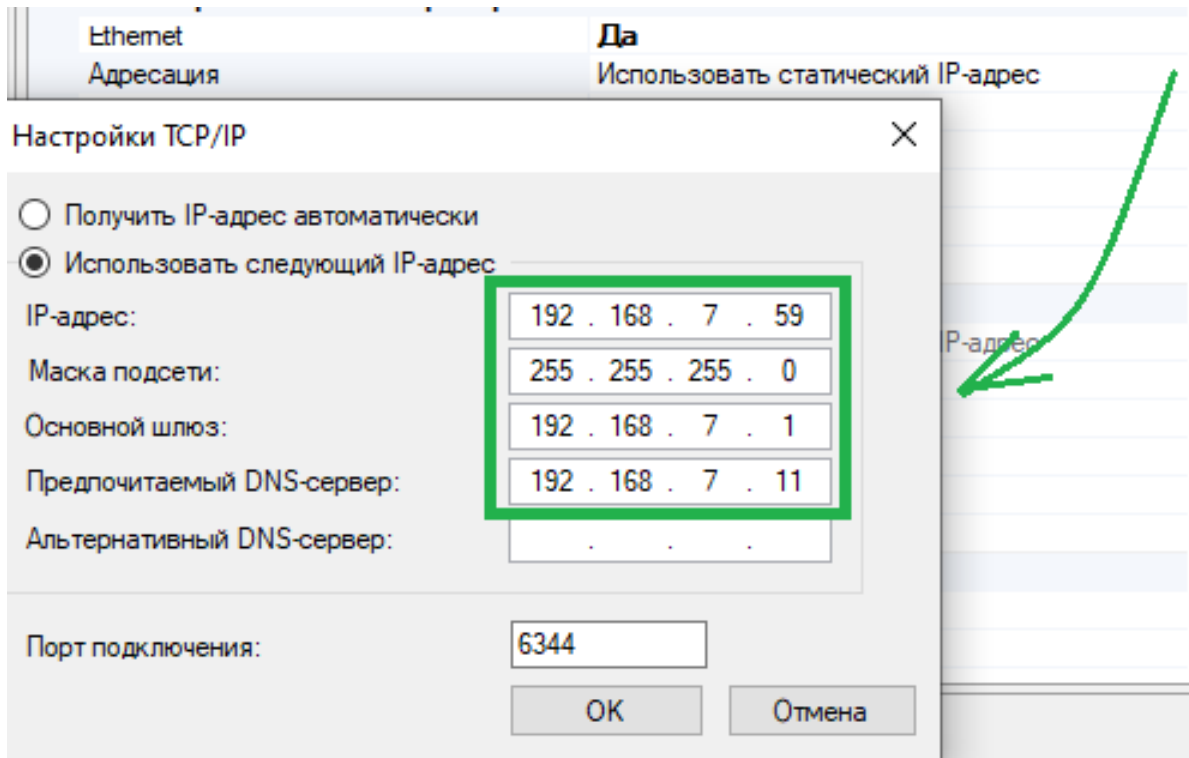 Ethernet Да
Адресация Использовать статический IP-адрес
Настройки TCP/IP
Получить IP-адрес автоматически
Использовать следующий IP-адрес
IP-адрес: 192 . 168 . 7 . 59
IP-адрес
Маска подсети: 255 . 255 . 255 . 0
Основной шлюз: 192 . 168 . 7 . 1
Предпочитаемый DNS-сервер: 192 . 168 . 7 . 11
Альтернативный DNS-сервер: . . .
Порт подключения: 6344
OK Отмена